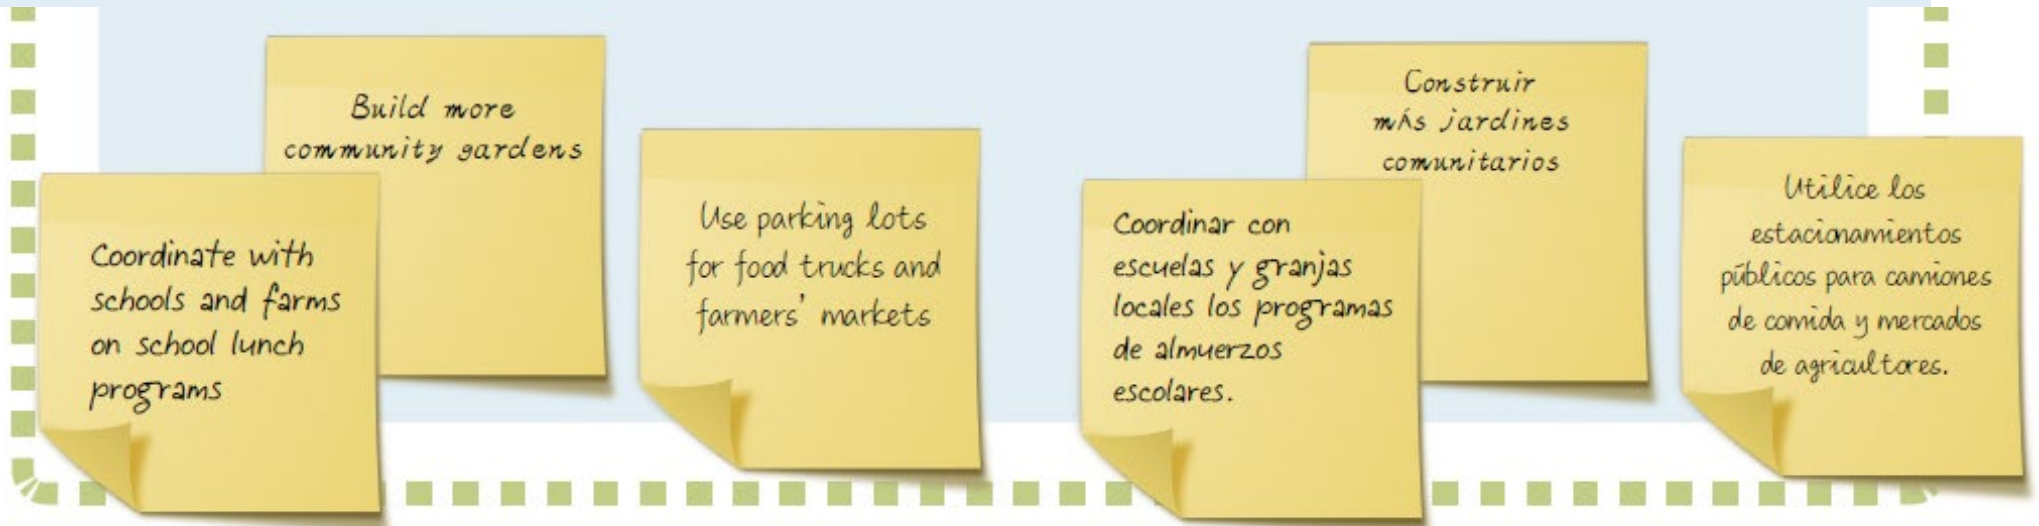 Build more
community gardens
Coordinate with
schools and farms
on school lunch
programs
Use parking lots
for food trucks and
farmers' markets
Construir
más jardines
comunitarios
Coordinar con
escuelas y granjas
locales los programas
de almuerzos
escolares.
Utilice los
estacionamientos
públicos para camiones
de comida y mercados
de agricultores.